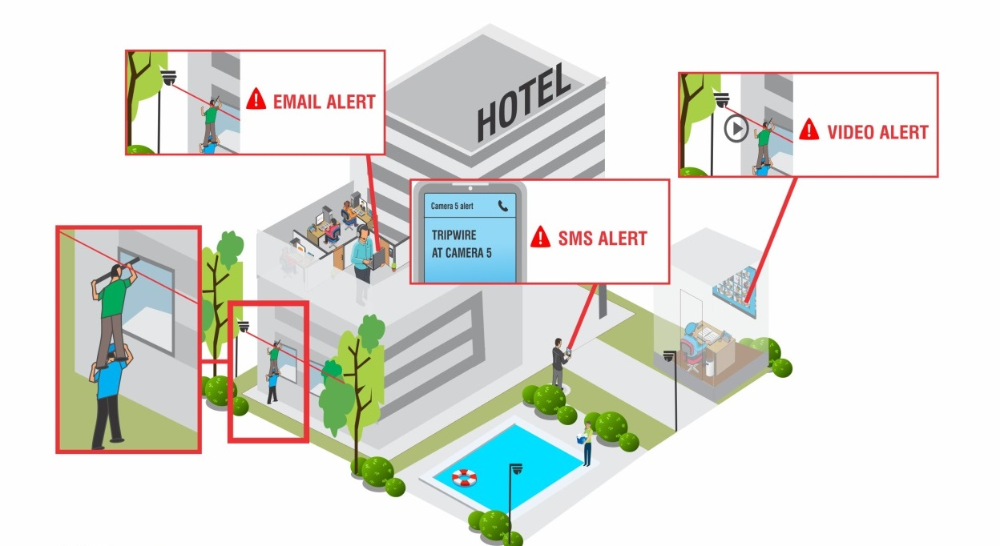 EMAIL ALERT
HOTEL
VIDEO ALERT
Camera 5 alert
TRIPWIRE
AT CAMERA 5
SMS ALERT